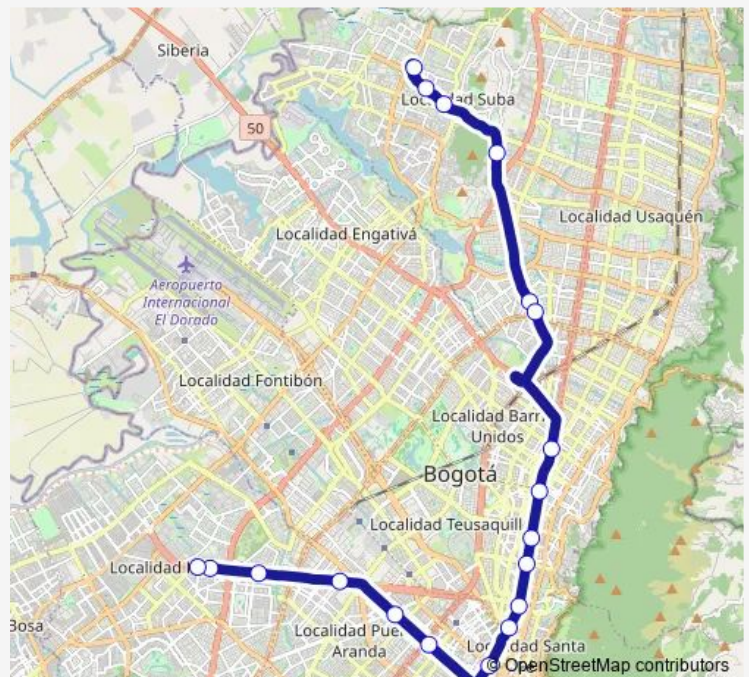 Siberia
Localidad Suba
50
Localidad Usaquén
Localidad Engativá
Aeropuerto
Internacional
El Dorado
Localidad Fontibón
Localidad Barr
Unidos
Bogotá
Localidad Teusaquill
Localidad
Bosa
Localidad Pue
Aranda
Localidad Santa
© OpenStreetMap contributors